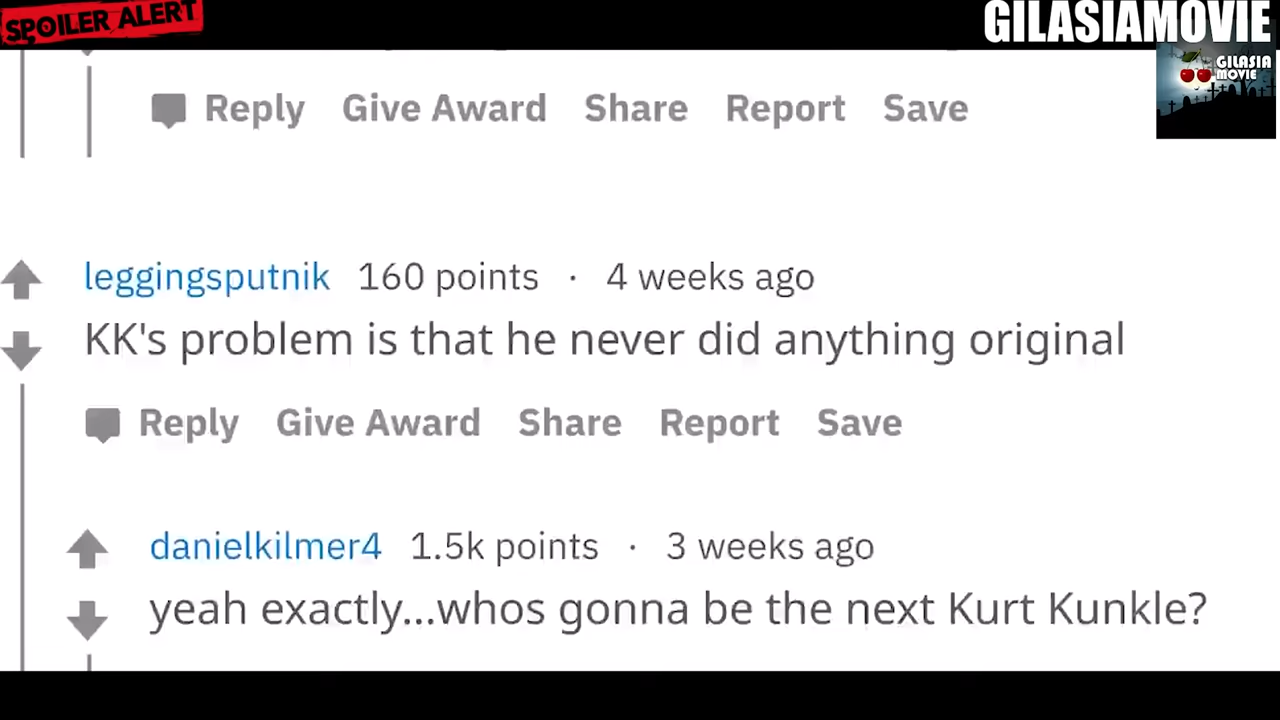 SPOILER ALERT
GILASIAMOVIE
GILASIA
MOVIE
Reply Give Award Share Report Save
leggingsputnik 160 points · 4 weeks ago
KK's problem is that he never did anything original
Reply Give Award Share Report Save
danielkilmer4 1.5k points · 3 weeks ago
yeah exactly...whos gonna be the next Kurt Kunkle?